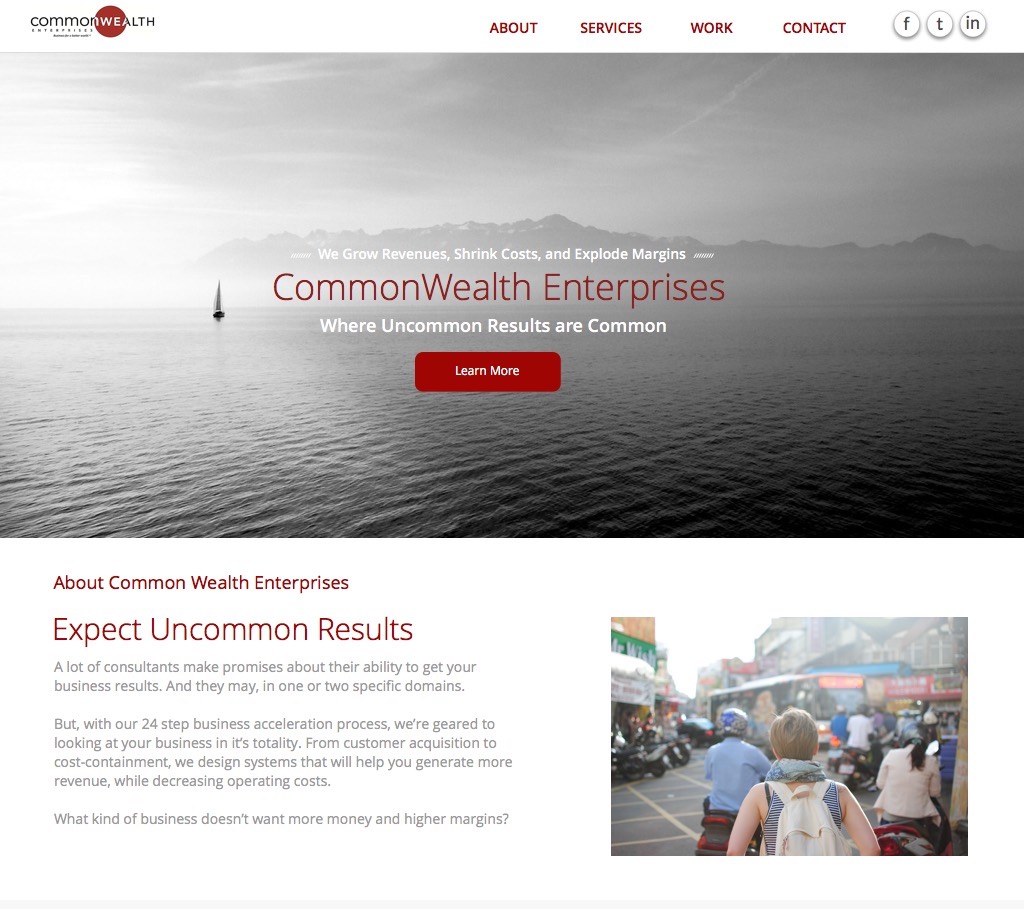 commonWEALTH
ENTERPRISES
ABOUT SERVICES WORK CONTACT f t in
We Grow Revenues, Shrink Costs, and Explode Margins
CommonWealth Enterprises
Where Uncommon Results are Common
Learn More
About Common Wealth Enterprises
Expect Uncommon Results
A lot of consultants make promises about their ability to get your
business results. And they may, in one or two specific domains.
But, with our 24 step business acceleration process, we’re geared to
looking at your business in it’s totality. From customer acquisition to
cost-containment, we design systems that will help you generate more
revenue, while decreasing operating costs.
What kind of business doesn’t want more money and higher margins?